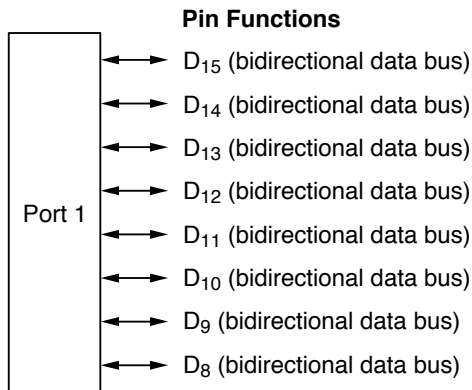 Pin Functions
D15 (bidirectional data bus)
D14 (bidirectional data bus)
D13 (bidirectional data bus)
D12 (bidirectional data bus)
Port 1
D11 (bidirectional data bus)
D10 (bidirectional data bus)
D9 (bidirectional data bus)
D8 (bidirectional data bus)